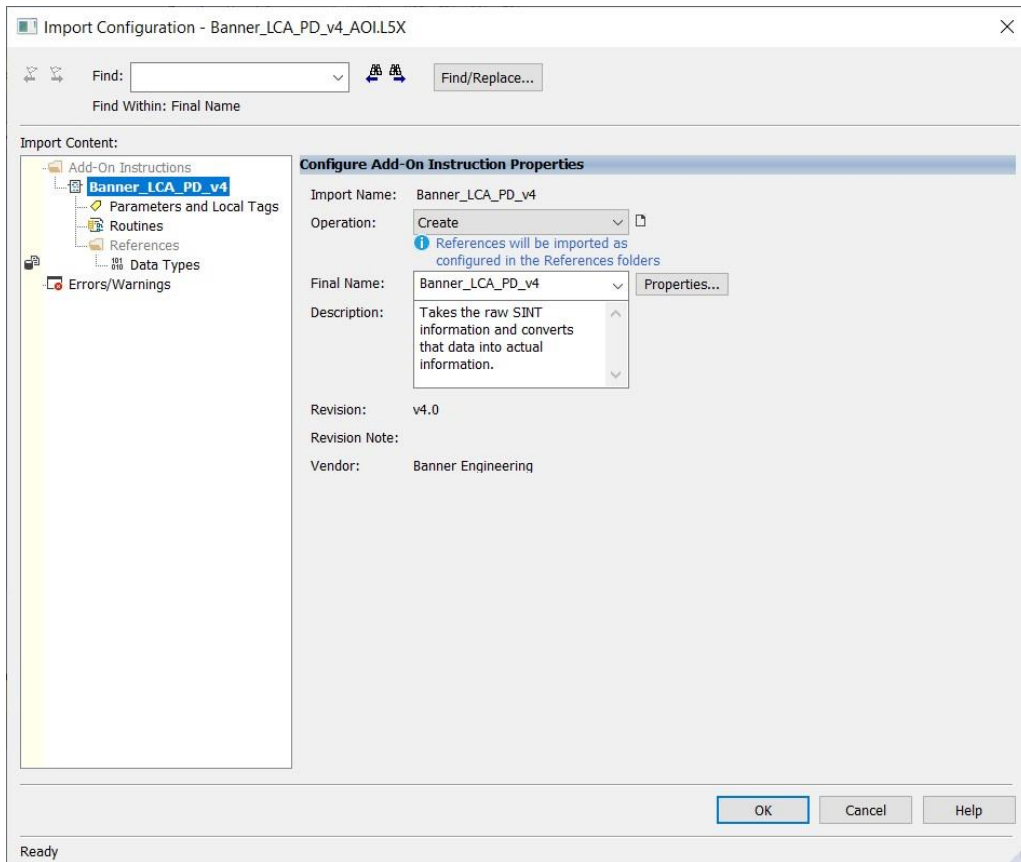 Import Configuration - Banner_LCA_PD_v4_AOI.L5X
Find:
Find/Replace...
Find Within: Final Name
Import Content:
Add-On Instructions
Banner_LCA_PD_v4
Parameters and Local Tags
Routines
References
Data Types
Errors/Warnings
Configure Add-On Instruction Properties
Import Name: Banner_LCA_PD_v4
Operation: Create
References will be imported as
configured in the References folders
Final Name: Banner_LCA_PD_v4 Properties...
Description: Takes the raw SINT
information and converts
that data into actual
information.
Revision: v4.0
Revision Note:
Vendor: Banner Engineering
OK Cancel Help
Ready